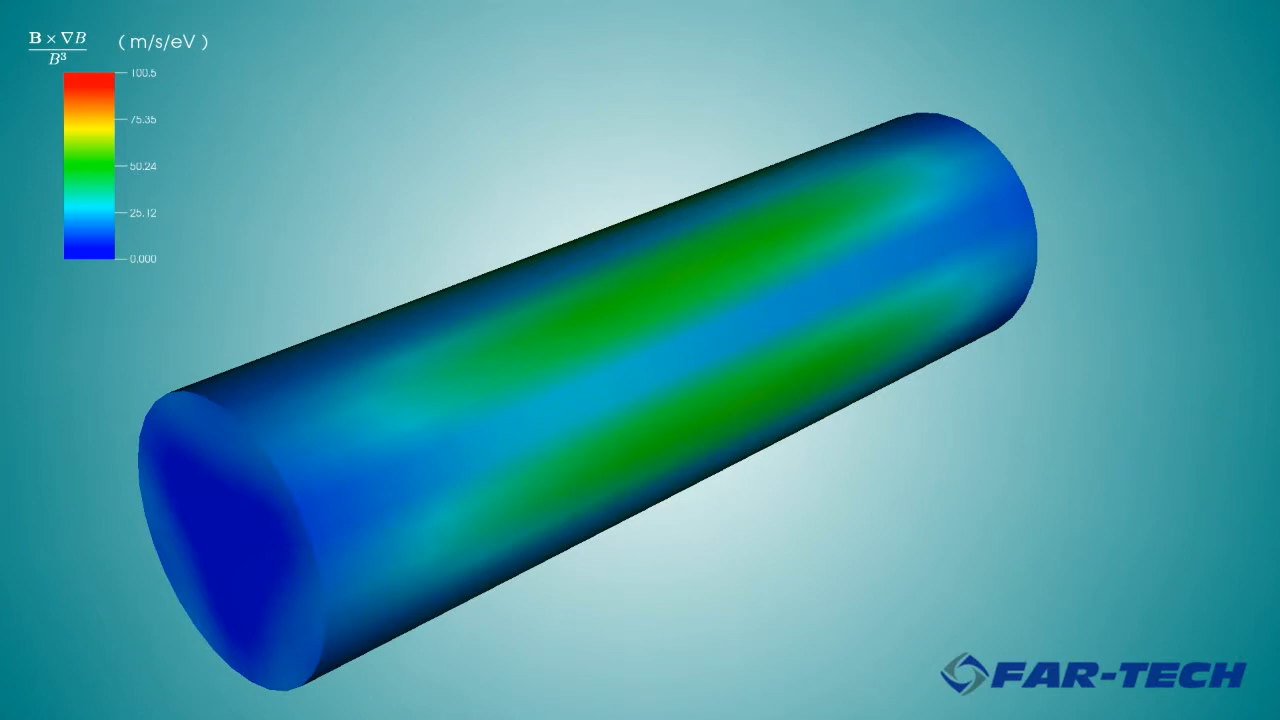 B × ∇B
B³
( m/s/eV )
100.5
75.35
50.24
25.12
0.000
FAR-TECH